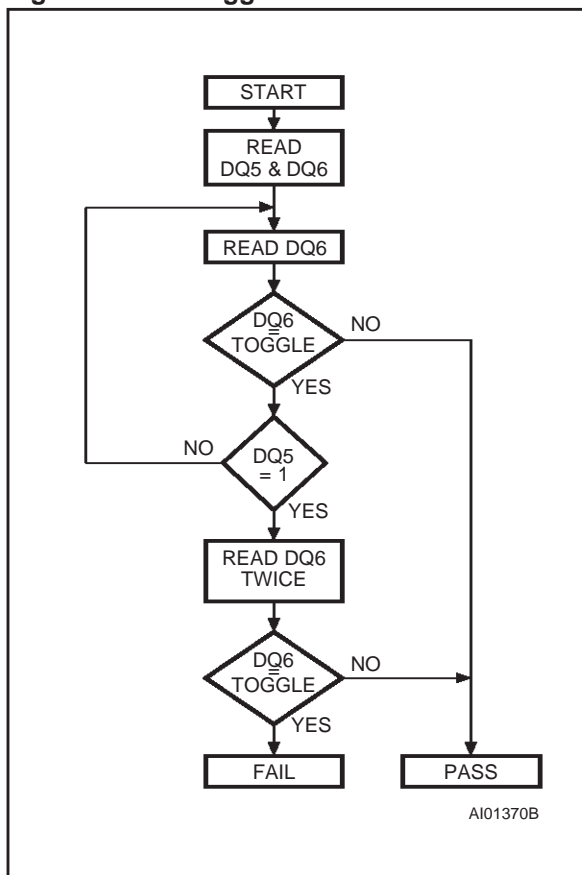 START
READ
DQ5 & DQ6
READ DQ6
DQ6
=
TOGGLE
NO
YES
NO
DQ5
= 1
YES
READ DQ6
TWICE
DQ6
=
TOGGLE
NO
YES
FAIL
PASS
AI01370B